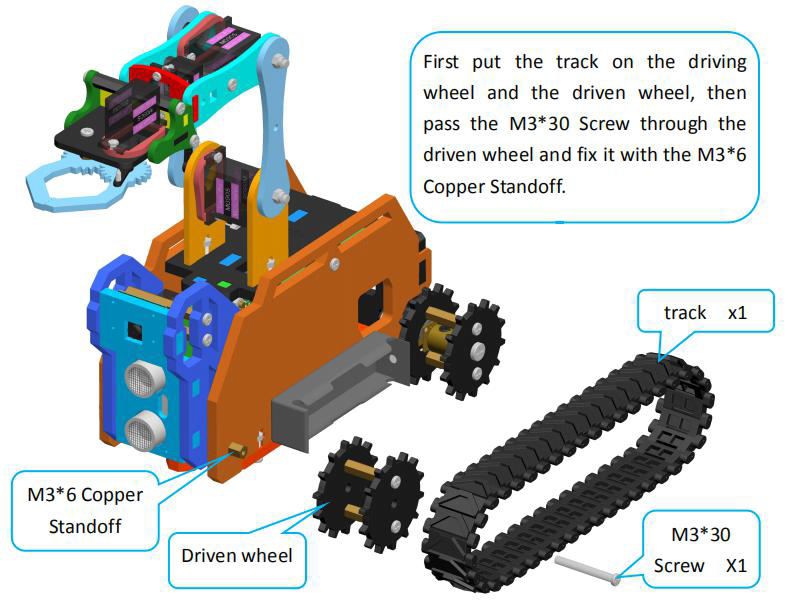 First put the track on the driving
wheel and the driven wheel, then
pass the M3*30 Screw through the
driven wheel and fix it with the M3*6
Copper Standoff.
track x1
M3*6 Copper
Standoff
Driven wheel
M3*30
Screw X1